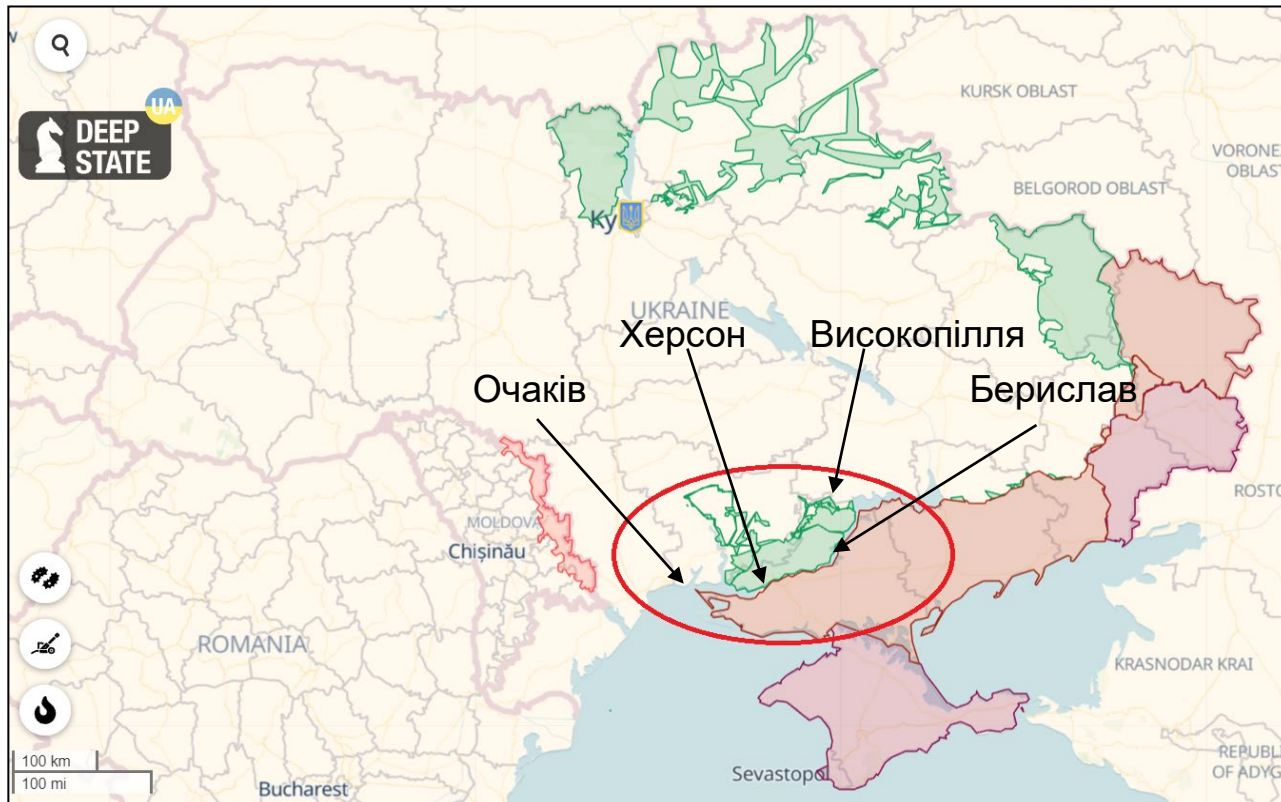 UA
DEEP
STATE
KURSK OBLAST
VORONE
OBLAST
BELGOROD OBLAST
Ky
UKRAINE
Херсон
Високопілля
Очаків
Берислав
MOLDOVA
Chișinău
ROSTO
ROMANIA
KRASNODAR KRAI
100 km
100 mi
Bucharest
Sevastopol
REPUBLI
OF ADYG